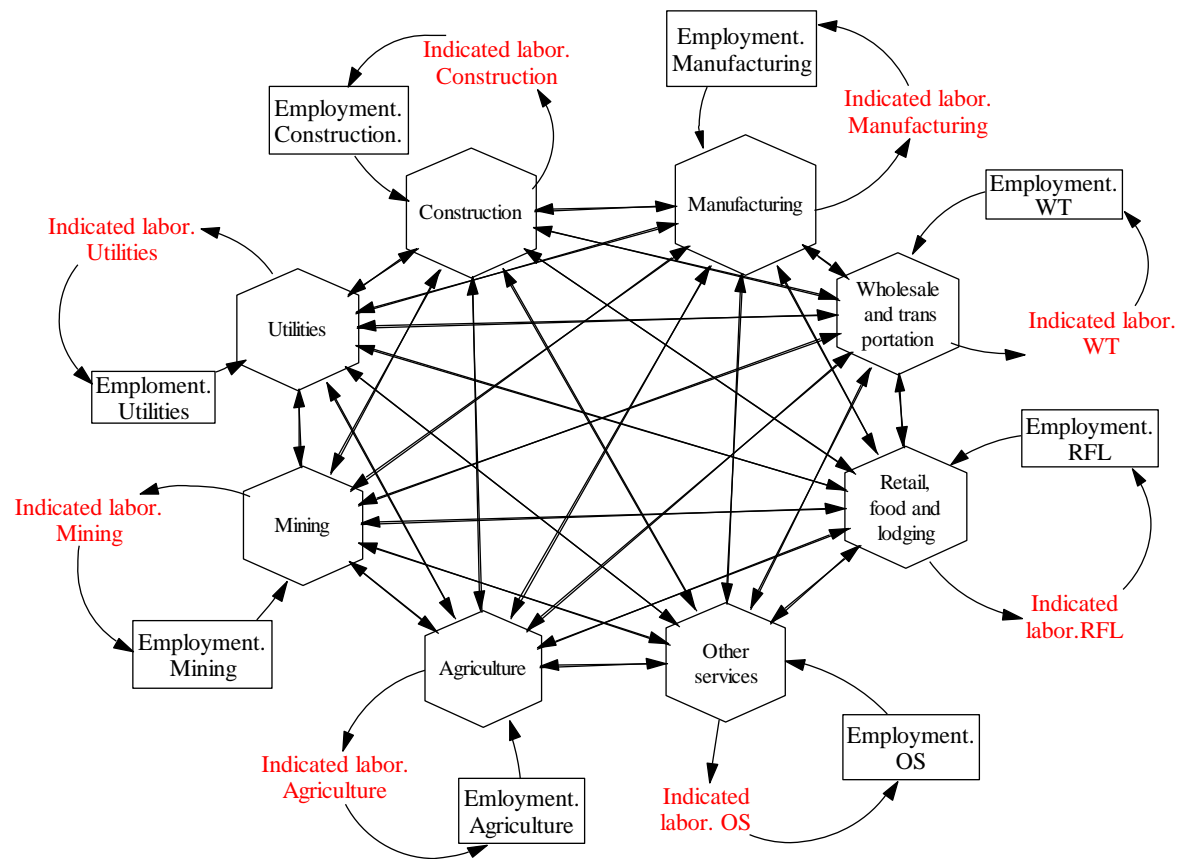 Indicated labor.
Construction
Employment.
Manufacturing
Employment.
Construction.
Indicated labor.
Manufacturing
Construction
Manufacturing
Employment.
WT
Indicated labor.
Utilities
Utilities
Wholesale
and trans
portation
Indicated labor.
WT
Emploment.
Utilities
Employment.
RFL
Indicated labor.
Mining
Mining
Retail,
food and
lodging
Employment.
Mining
Agriculture
Other
services
Indicated
labor.RFL
Indicated labor.
Agriculture
Emloyment.
Agriculture
Indicated
labor. OS
Employment.
OS